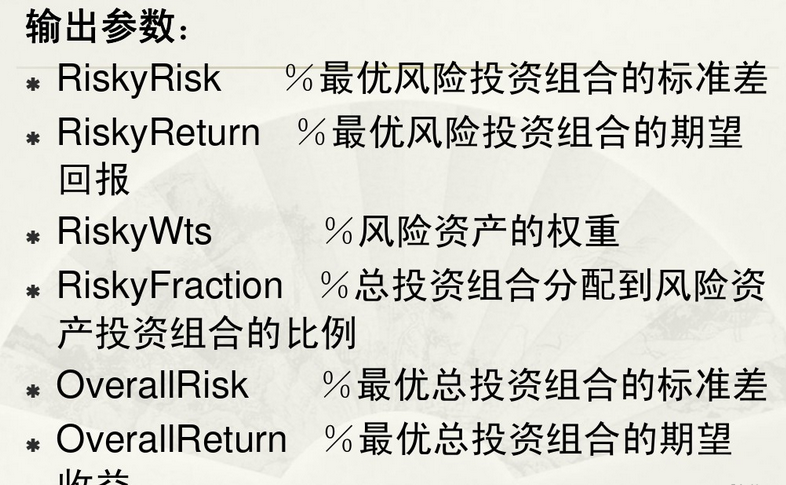 输出参数：
* RiskyRisk %最优风险投资组合的标准差
* RiskyReturn %最优风险投资组合的期望
回报
* RiskyWts %风险资产的权重
* RiskyFraction %总投资组合分配到风险资
产投资组合的比例
* OverallRisk %最优总投资组合的标准差
* OverallReturn %最优总投资组合的期望
收益